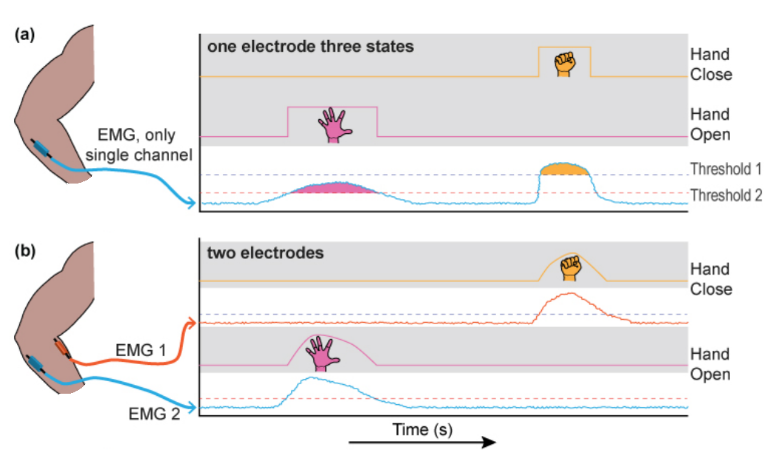 (a)
one electrode three states
Hand
Close
Hand
Open
EMG, only
single channel
Threshold 1
Threshold 2
(b)
two electrodes
Hand
Close
EMG 1
Hand
Open
EMG 2
Time (s)